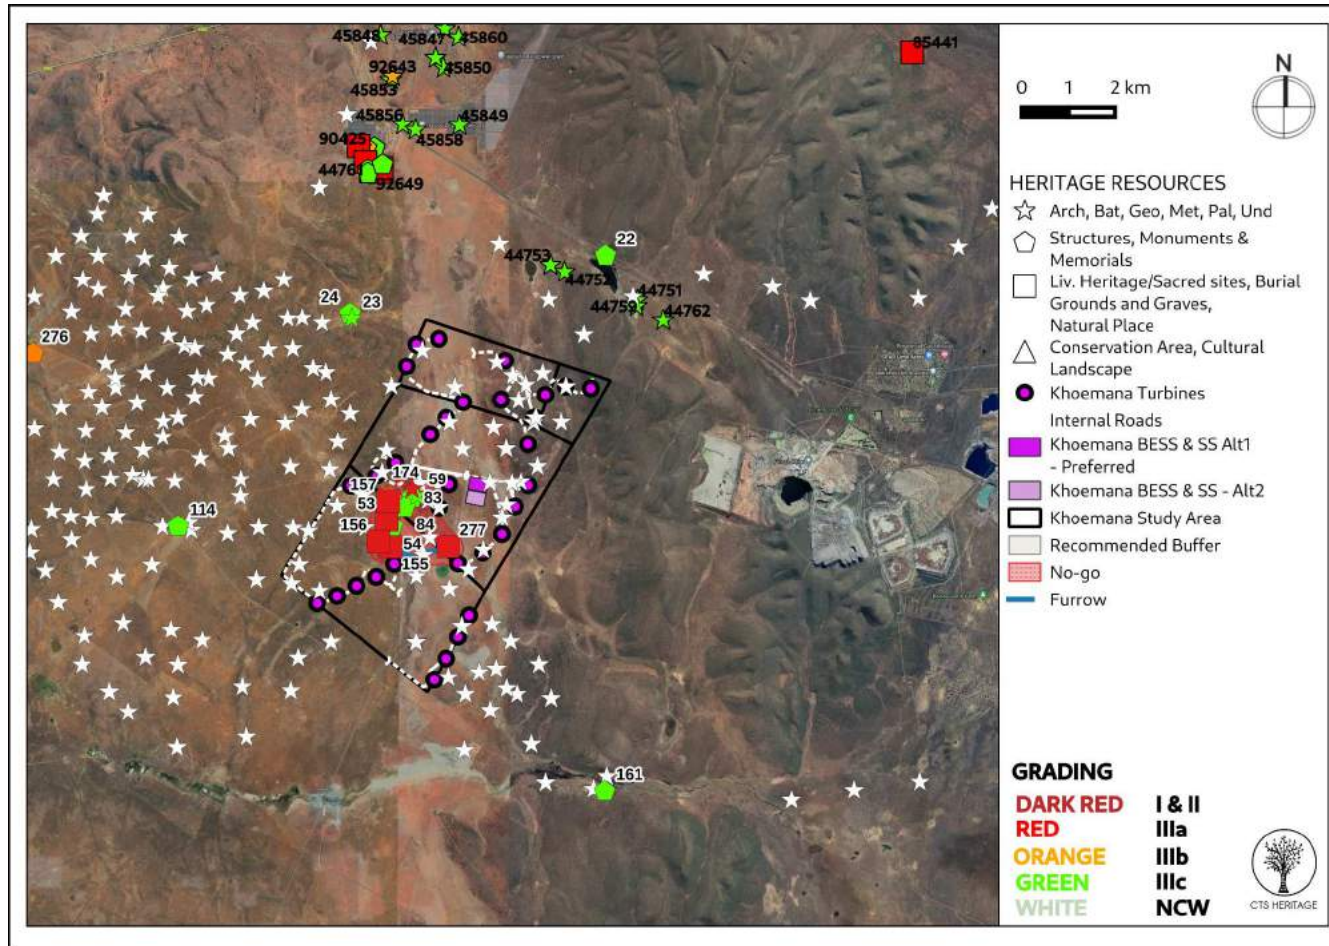 45848
45847
45860
85441
92643
45850
45853
45856
45849
45858
90425
92649
22
44753
44752
44751
44759
44762
24
23
276
174
59
157
53
83
114
156
84
277
54
155
161
0 1 2 km
N
HERITAGE RESOURCES
Arch, Bat, Geo, Met, Pal, Und
Structures, Monuments &
Memorials
Liv. Heritage/Sacred sites, Burial
Grounds and Graves,
Natural Place
Conservation Area, Cultural
Landscape
Khoemana Turbines
Internal Roads
Khoemana BESS & SS Alt1
- Preferred
Khoemana BESS & SS - Alt2
Khoemana Study Area
Recommended Buffer
No-go
Furrow
GRADING
DARK RED I & II
RED IIIa
ORANGE IIIb
GREEN IIIc
WHITE NCW
CTS HERITAGE